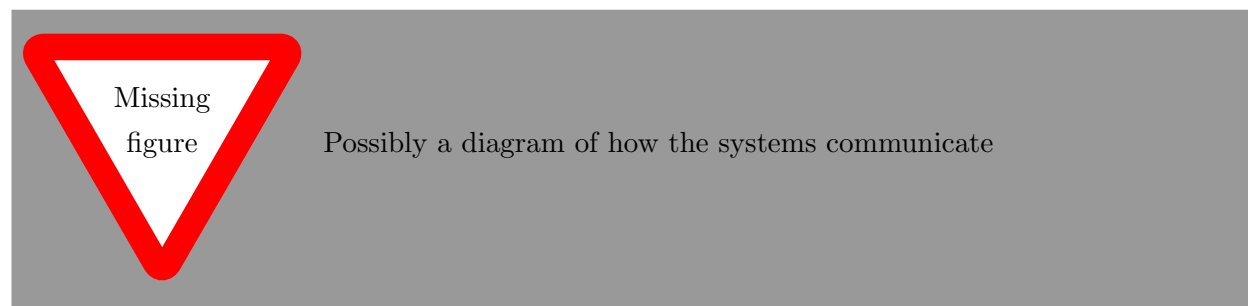 Missing
figure
Possibly a diagram of how the systems communicate